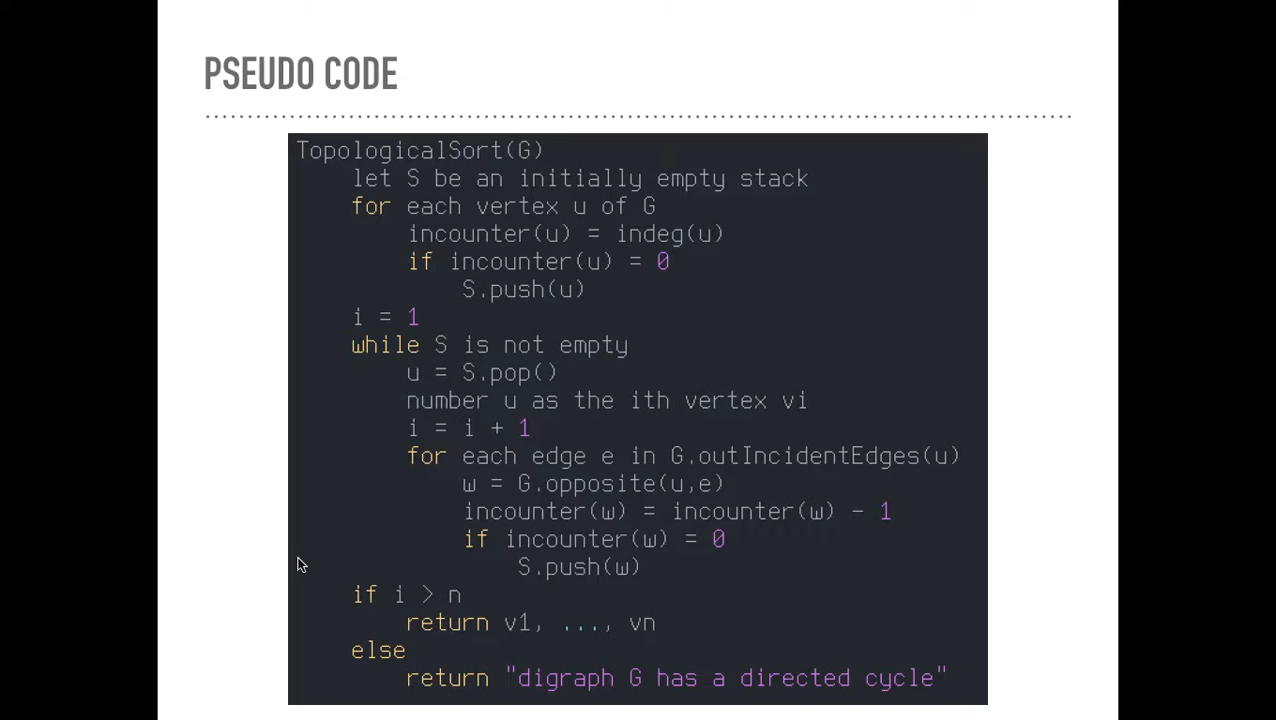 PSEUDO CODE
TopologicalSort(G)
let S be an initially empty stack
for each vertex u of G
incounter(u) = indeg(u)
if incounter(u) = 0
S.push(u)
i = 1
while S is not empty
u = S.pop()
number u as the ith vertex vi
i = i + 1
for each edge e in G.outIncidentEdges(u)
w = G.opposite(u,e)
incounter(w) = incounter(w) - 1
if incounter(w) = 0
S.push(w)
if i > n
return v1, ..., vn
else
return "digraph G has a directed cycle"